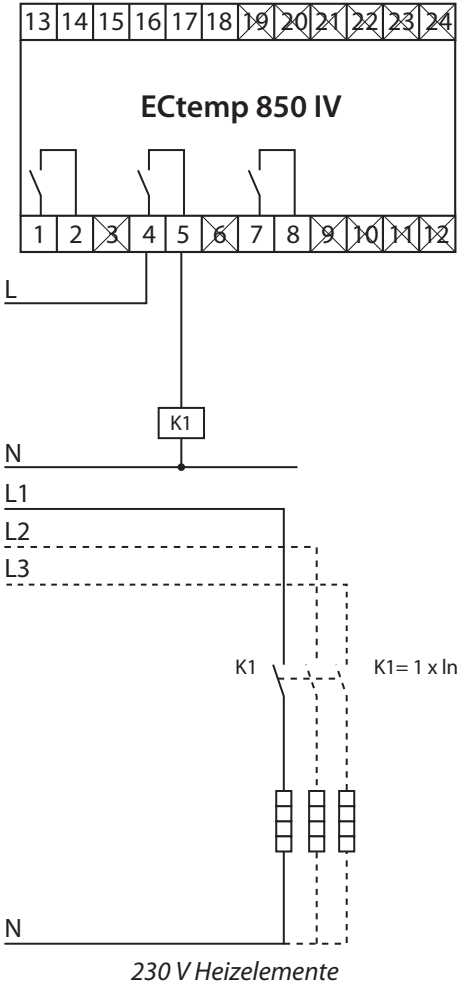 13 14 15 16 17 18 19 20 21 22 23 24
ECtemp 850 IV
1 2 3 4 5 6 7 8 9 10 11 12
L
K1
N
L1
L2
L3
K1 K1= 1 x In
N
230 V Heizelemente